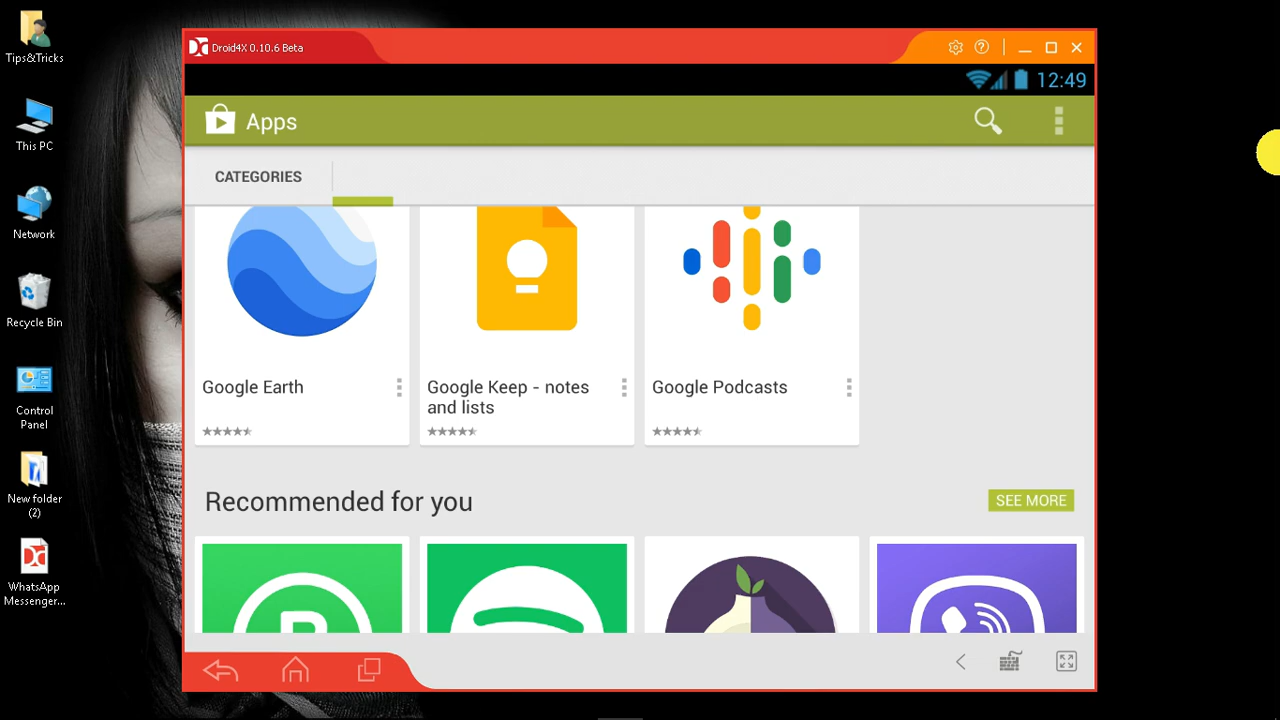 Tips&Tricks
This PC
Network
Recycle Bin
Control
Panel
New folder
(2)
WhatsApp
Messenger...
Droid4X 0.10.6 Beta
12:49
Apps
CATEGORIES
Google Earth
Google Keep - notes
and lists
Google Podcasts
Recommended for you
SEE MORE
B